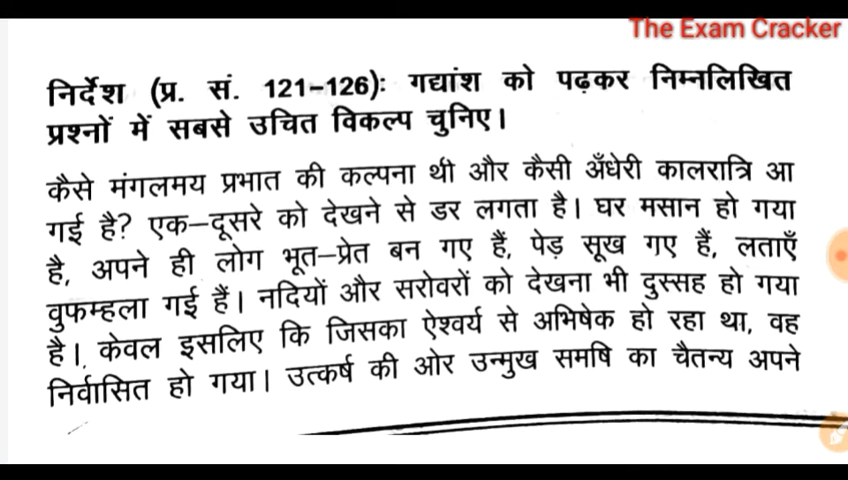 The Exam Cracker
निर्देश (प्र. सं. 121–126): गद्यांश को पढ़कर निम्नलिखित
प्रश्नों में सबसे उचित विकल्प चुनिए।
कैसे मंगलमय प्रभात की कल्पना थी और कैसी अँधेरी कालरात्रि आ
गई है? एक–दूसरे को देखने से डर लगता है। घर मसान हो गया
है, अपने ही लोग भूत–प्रेत बन गए हैं, पेड़ सूख गए हैं, लताएँ
वुफम्हला गई हैं। नदियों और सरोवरों को देखना भी दुस्सह हो गया
है। केवल इसलिए कि जिसका ऐश्वर्य से अभिषेक हो रहा था, वह
निर्वासित हो गया। उत्कर्ष की ओर उन्मुख समषि का चैतन्य अपने